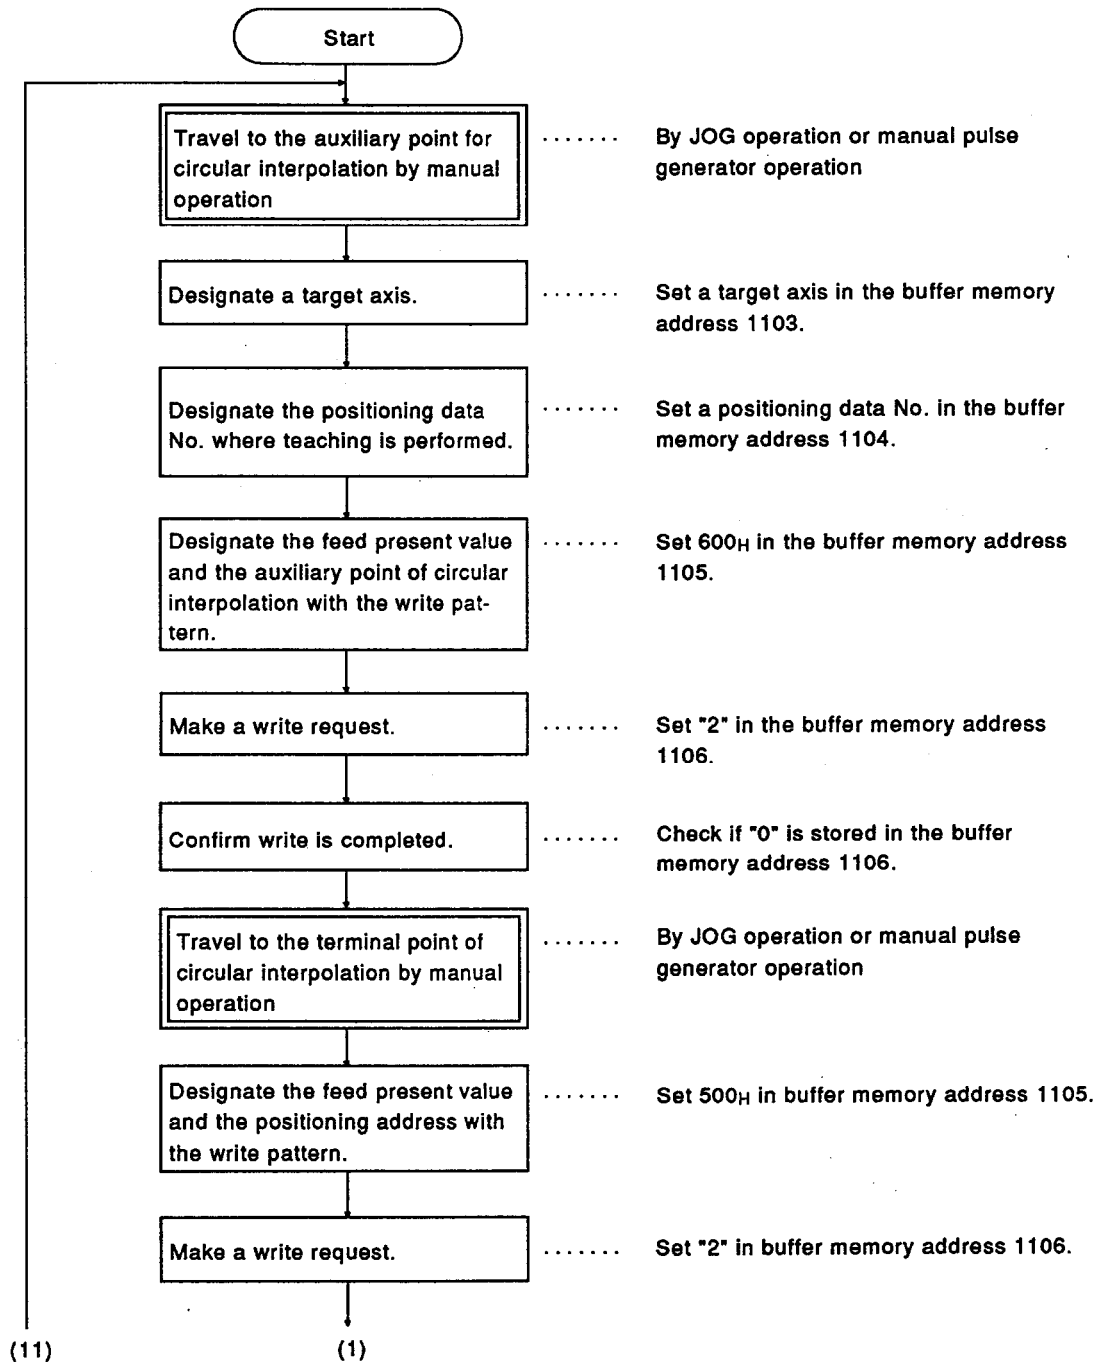 Start
Travel to the auxiliary point for
circular interpolation by manual
operation
By JOG operation or manual pulse
generator operation
Designate a target axis.
Set a target axis in the buffer memory
address 1103.
Designate the positioning data
No. where teaching is performed.
Set a positioning data No. in the buffer
memory address 1104.
Designate the feed present value
and the auxiliary point of circular
interpolation with the write pat-
tern.
Set 600H in the buffer memory address
1105.
Make a write request.
Set "2" in the buffer memory address
1106.
Confirm write is completed.
Check if "0" is stored in the buffer
memory address 1106.
Travel to the terminal point of
circular interpolation by manual
operation
By JOG operation or manual pulse
generator operation
Designate the feed present value
and the positioning address with
the write pattern.
Set 500H in buffer memory address 1105.
Make a write request.
Set "2" in buffer memory address 1106.
(11) (1)